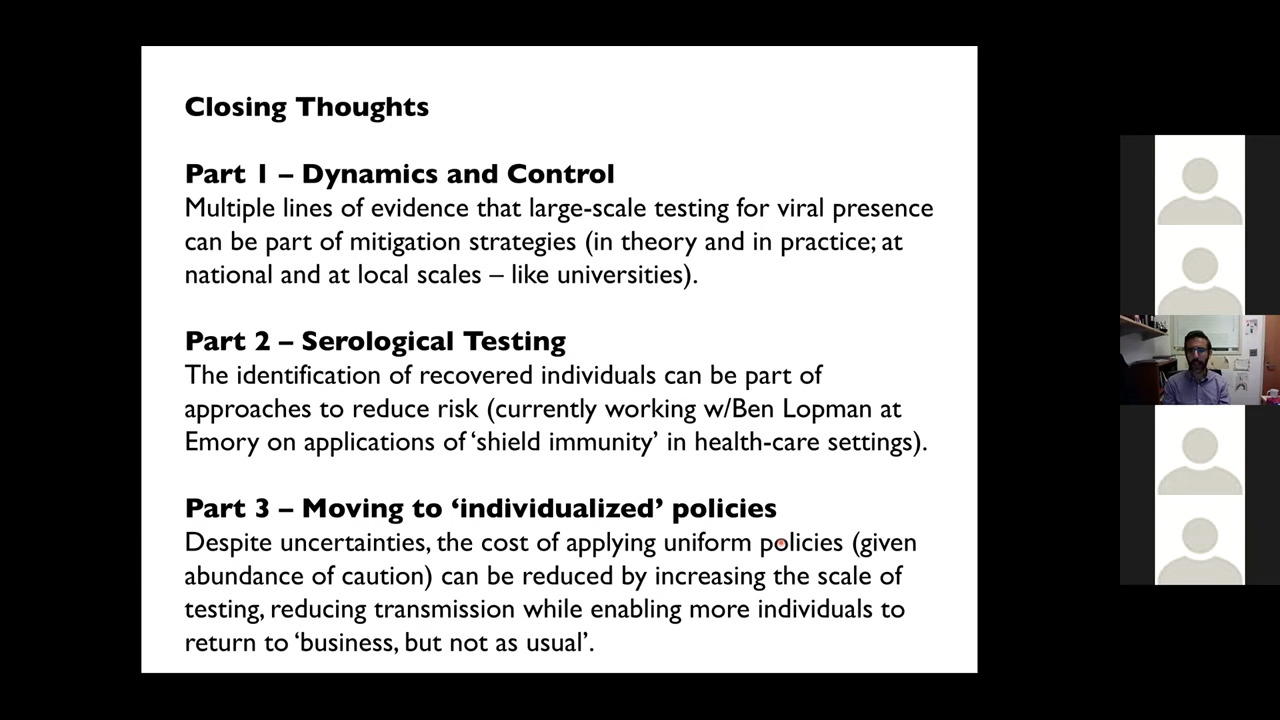 Closing Thoughts
Part 1 – Dynamics and Control
Multiple lines of evidence that large-scale testing for viral presence
can be part of mitigation strategies (in theory and in practice; at
national and at local scales – like universities).
Part 2 – Serological Testing
The identification of recovered individuals can be part of
approaches to reduce risk (currently working w/Ben Lopman at
Emory on applications of ‘shield immunity’ in health-care settings).
Part 3 – Moving to ‘individualized’ policies
Despite uncertainties, the cost of applying uniform policies (given
abundance of caution) can be reduced by increasing the scale of
testing, reducing transmission while enabling more individuals to
return to ‘business, but not as usual’.